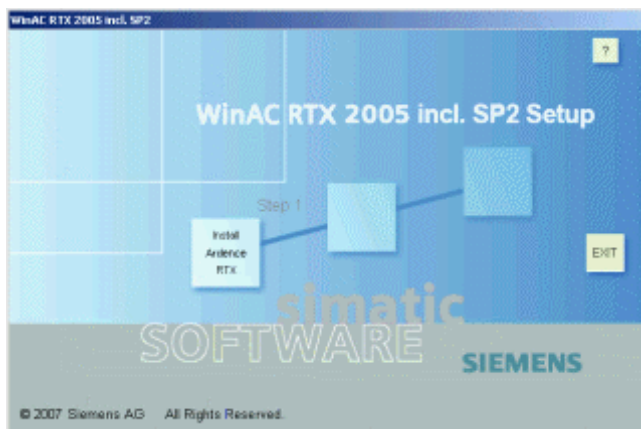 WinAC RTX 2005 incl. SP2
?
WinAC RTX 2005 incl. SP2 Setup
Step 1
Install
Ardence
RTX
EXIT
simatic
SOFTWARE
SIEMENS
© 2007 Siemens AG All Rights Reserved.